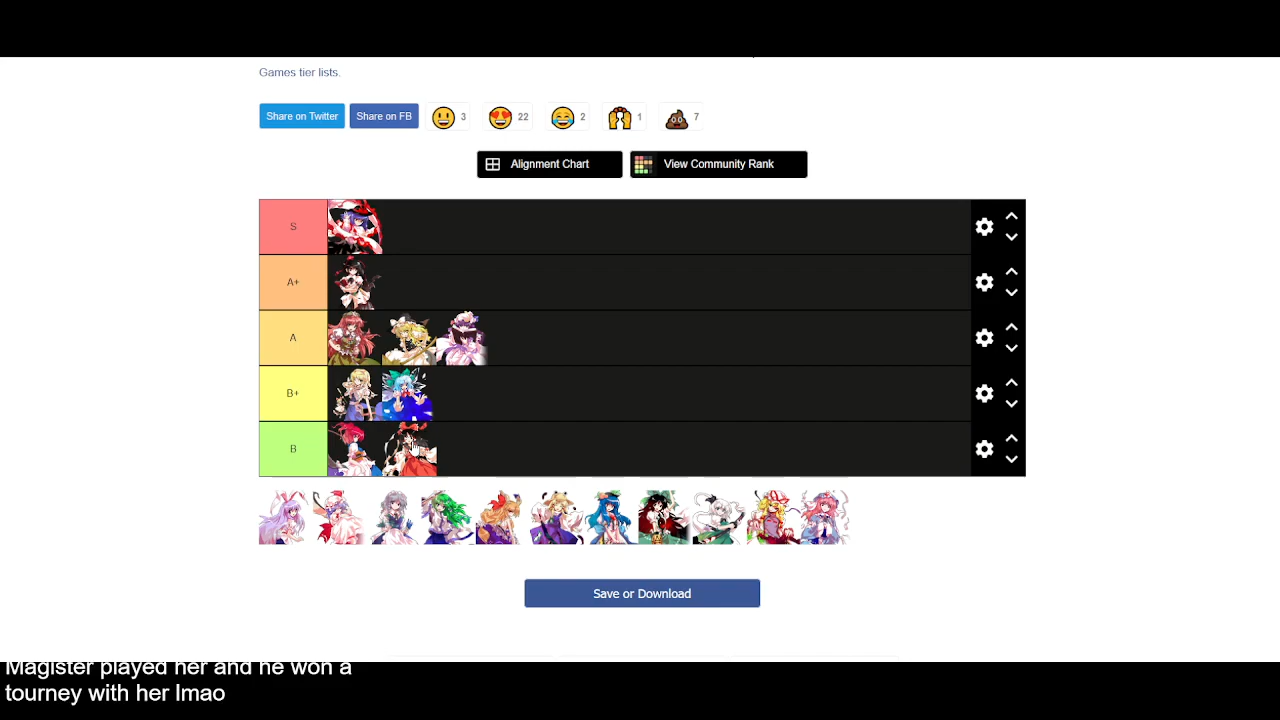 Games tier lists.
Share on Twitter Share on FB 3 22 2 1 7
Alignment Chart View Community Rank
S
A+
A
B+
B
Save or Download
Magister played her and he won a
tourney with her lmao